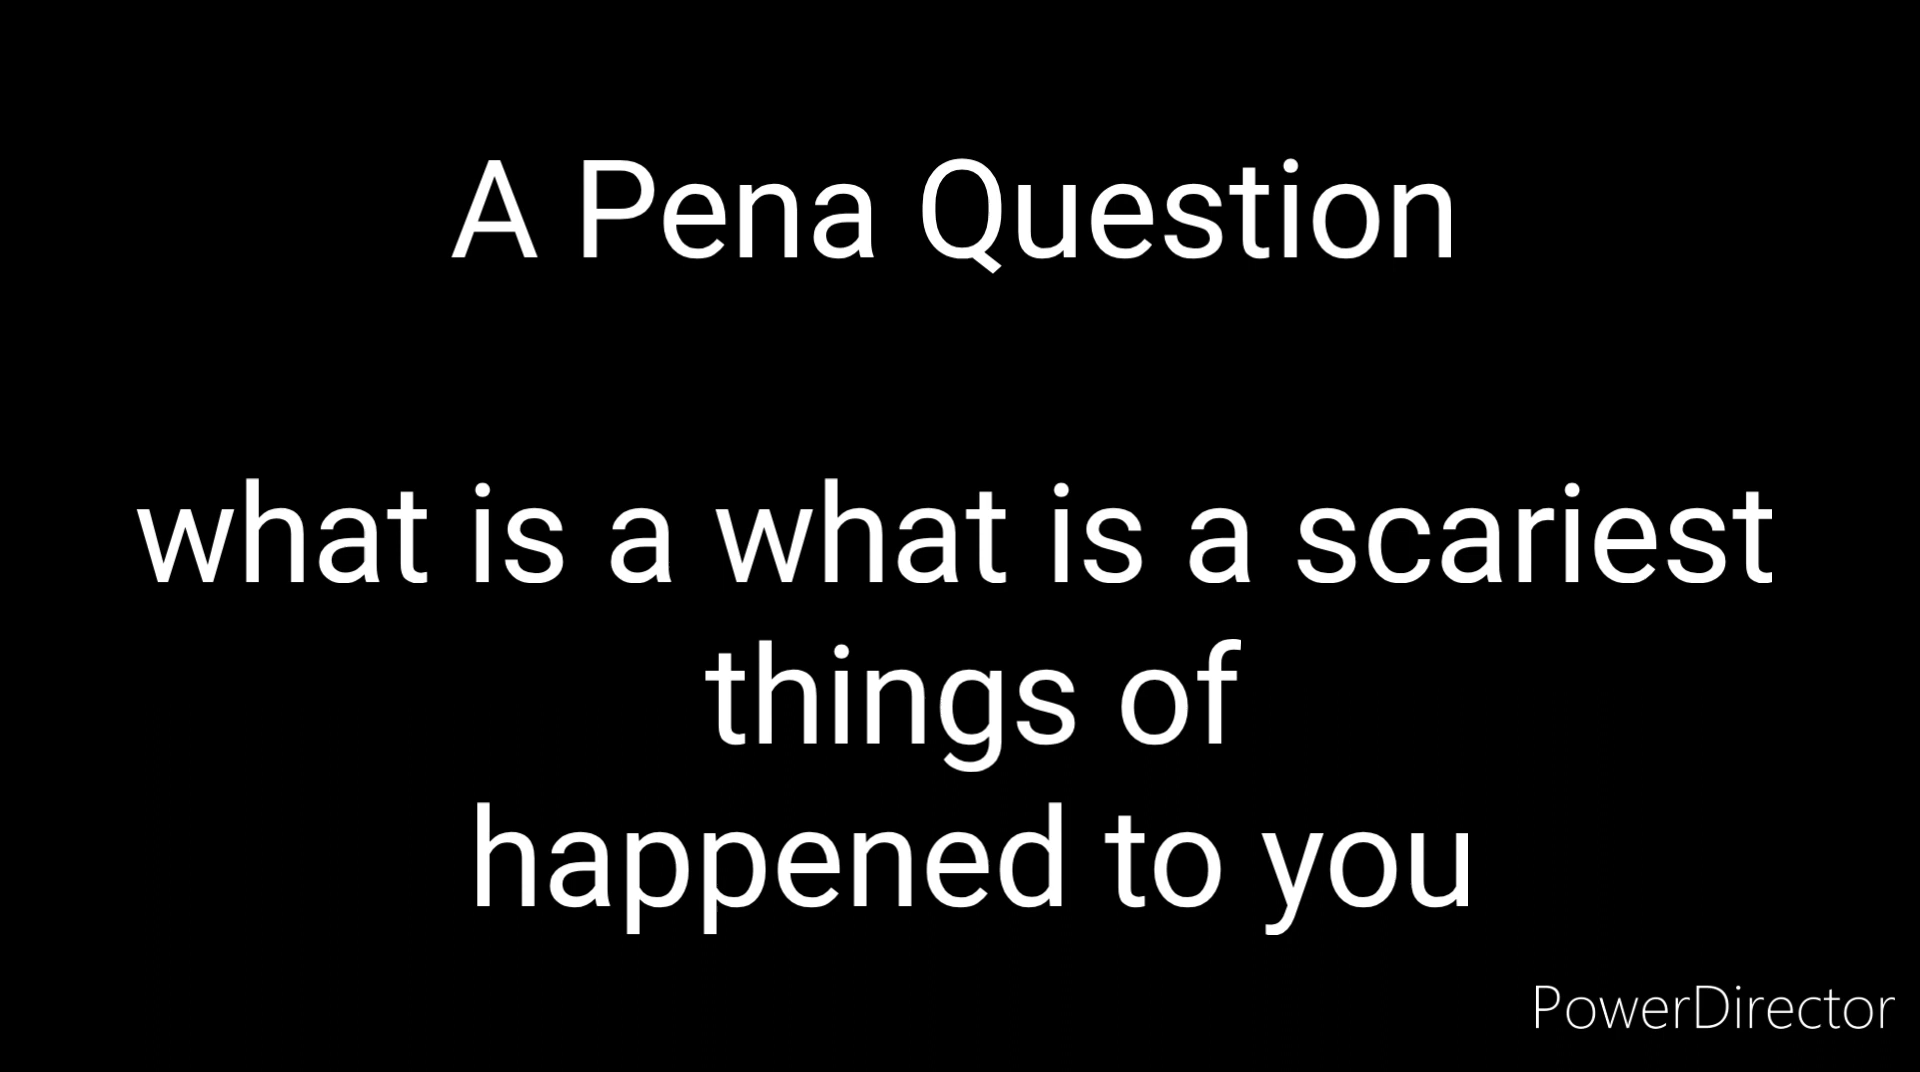 A Pena Question
what is a what is a scariest
things of
happened to you
PowerDirector